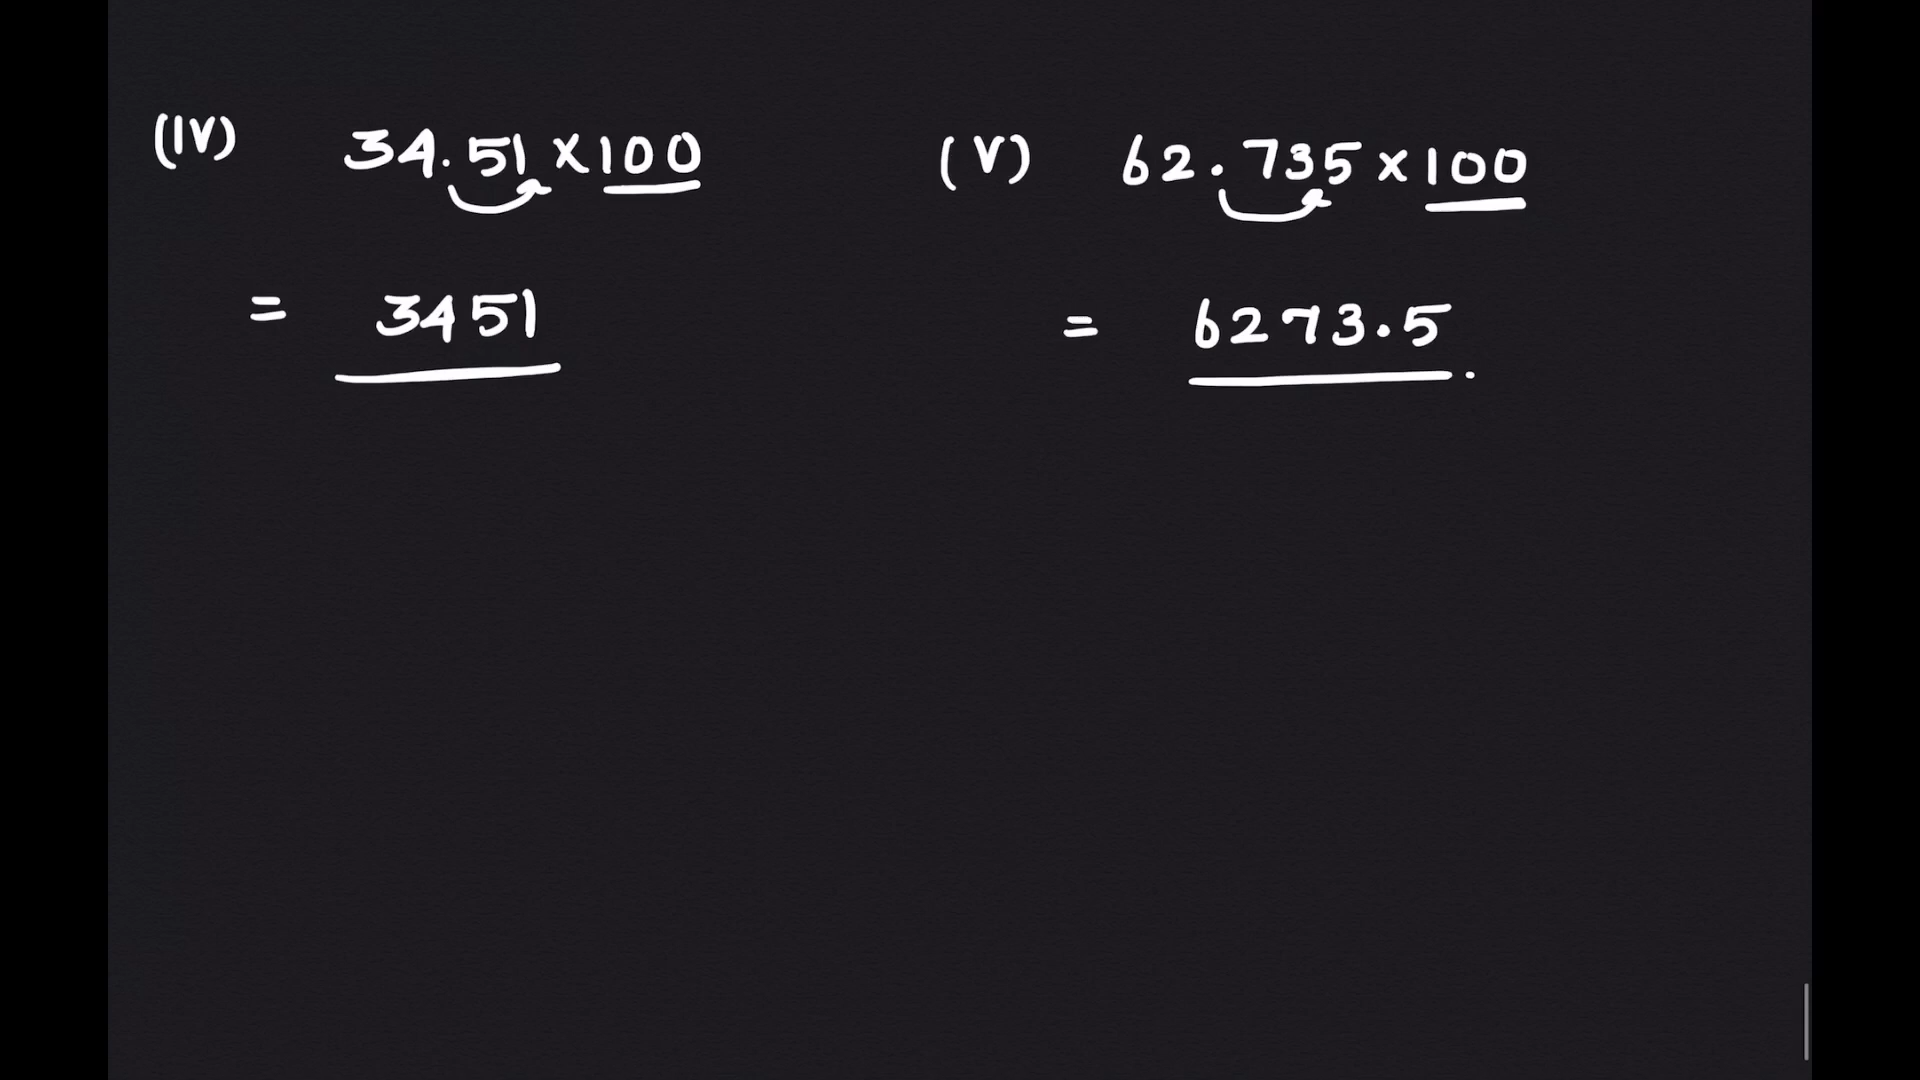 (IV) 34.51 x 100
= 3451
(V) 62.735 x 100
= 6273.5.